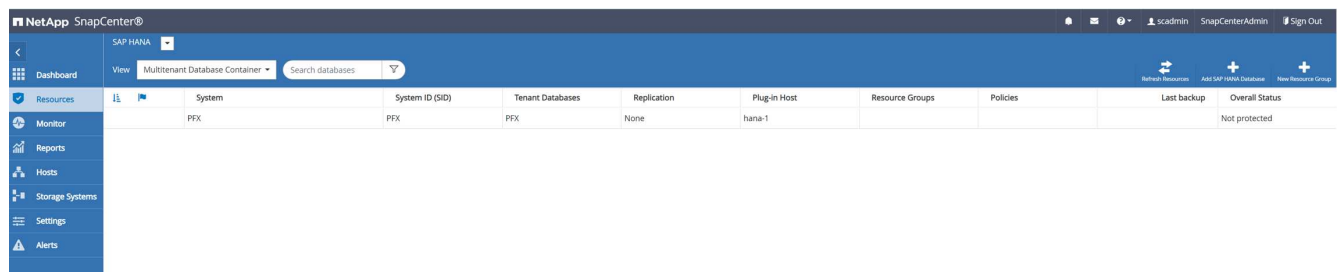 NetApp SnapCenter®
scadmin SnapCenterAdmin Sign Out
SAP HANA
Dashboard
View Multitenant Database Container Search databases
Refresh Resources Add SAP HANA Database New Resource Group
Resources
System System ID (SID) Tenant Databases Replication Plug-in Host Resource Groups Policies Last backup Overall Status
PFX PFX PFX None hana-1 Not protected
Monitor
Reports
Hosts
Storage Systems
Settings
Alerts